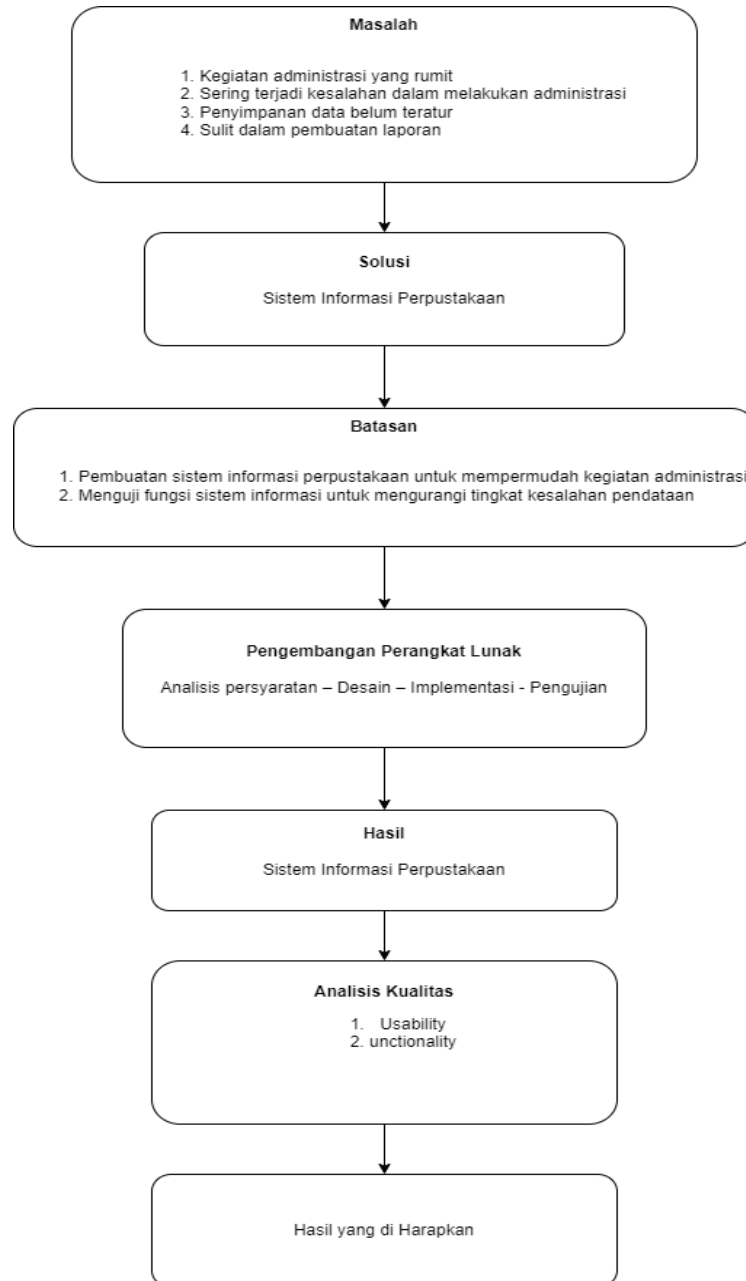 Masalah
1. Kegiatan administrasi yang rumit
2. Sering terjadi kesalahan dalam melakukan administrasi
3. Penyimpanan data belum teratur
4. Sulit dalam pembuatan laporan
Solusi
Sistem Informasi Perpustakaan
Batasan
1. Pembuatan sistem informasi perpustakaan untuk mempermudah kegiatan administrasi
2. Menguji fungsi sistem informasi untuk mengurangi tingkat kesalahan pendataan
Pengembangan Perangkat Lunak
Analisis persyaratan – Desain – Implementasi - Pengujian
Hasil
Sistem Informasi Perpustakaan
Analisis Kualitas
1. Usability
2. unctionality
Hasil yang di Harapkan